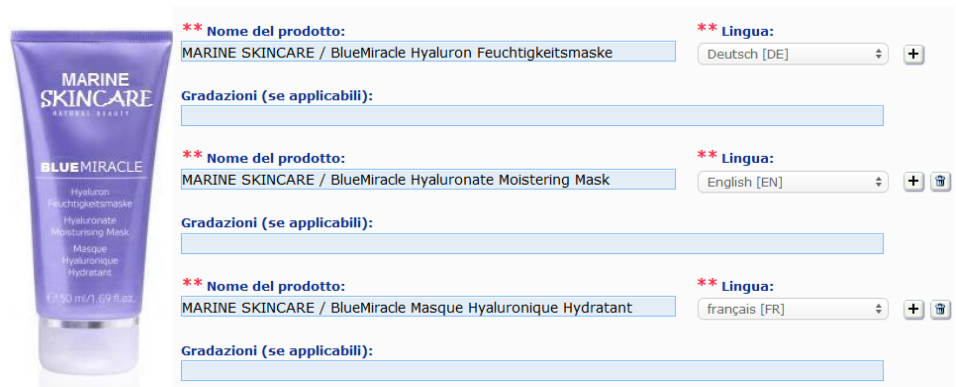 MARINE
SKINCARE
NATURAL BEAUTY
BLUEMIRACLE
Hyaluron
Feuchtigkeitsmaske
Hyaluronate
Moisturising Mask
Masque
Hyaluronique
Hydratant
50 ml/1.69 fl.oz.
** Nome del prodotto:
** Lingua:
MARINE SKINCARE / BlueMiracle Hyaluron Feuchtigkeitsmaske
Deutsch [DE]
+
Gradazioni (se applicabili):
** Nome del prodotto:
** Lingua:
MARINE SKINCARE / BlueMiracle Hyaluronate Moistering Mask
English [EN]
+
Gradazioni (se applicabili):
** Nome del prodotto:
** Lingua:
MARINE SKINCARE / BlueMiracle Masque Hyaluronique Hydratant
français [FR]
+
Gradazioni (se applicabili):